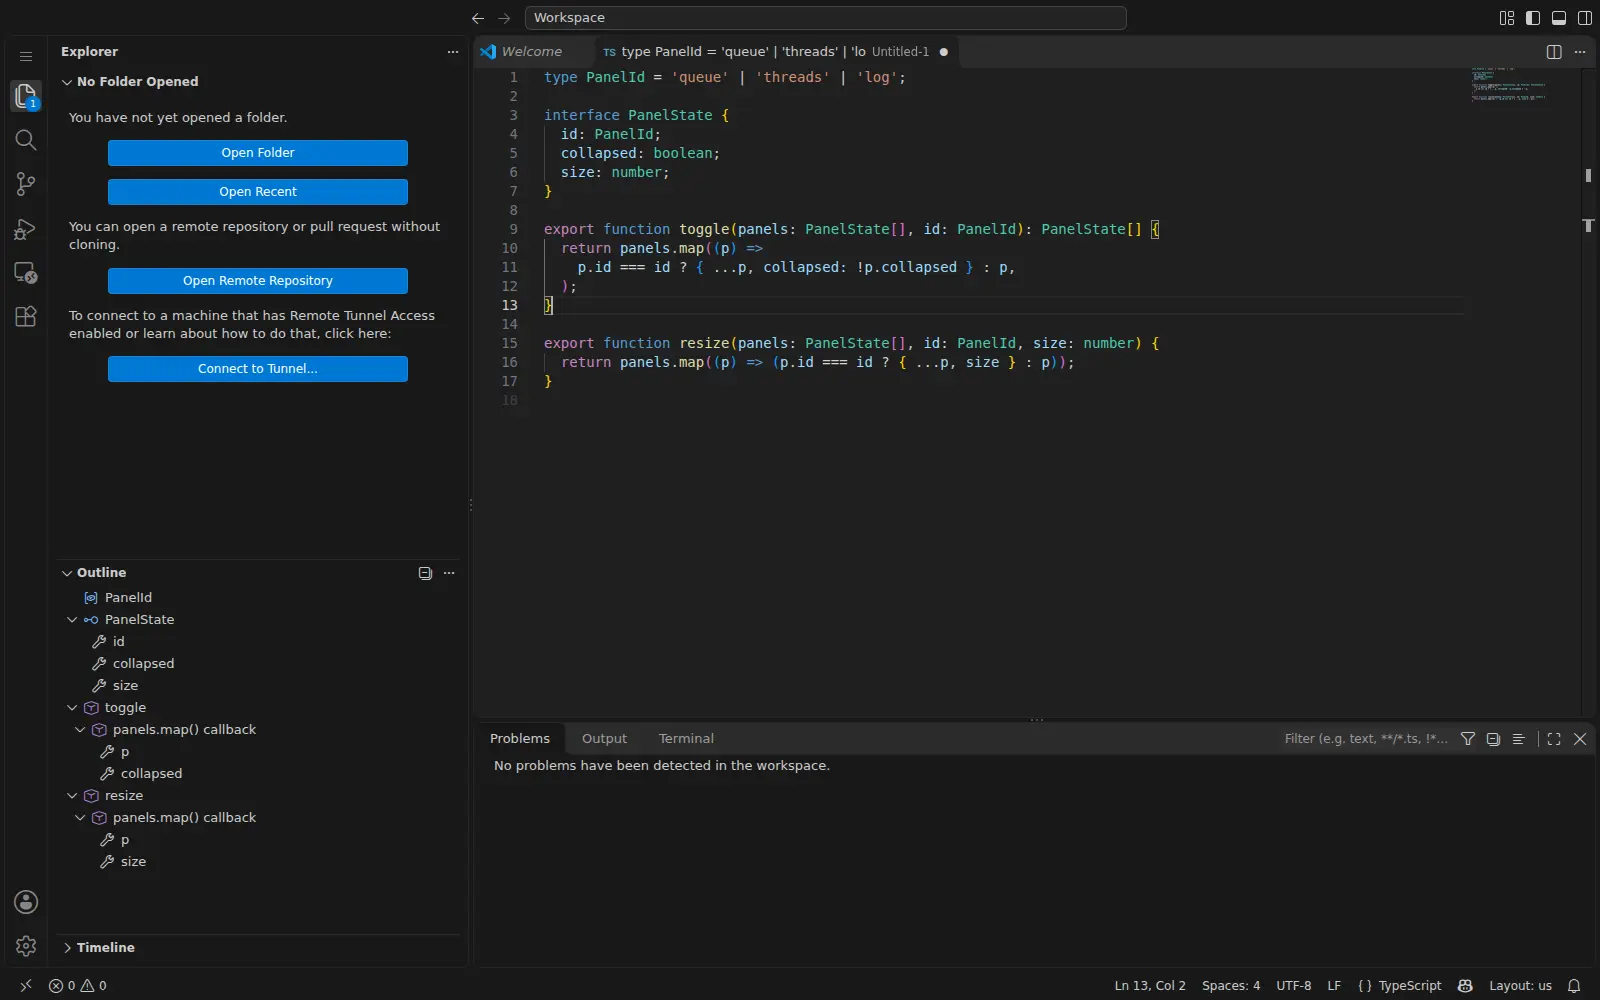 Workspace
Explorer
No Folder Opened
You have not yet opened a folder.
Open Folder
Open Recent
You can open a remote repository or pull request without
cloning.
Open Remote Repository
To connect to a machine that has Remote Tunnel Access
enabled or learn about how to do that, click here:
Connect to Tunnel...
1
Outline
PanelId
PanelState
id
collapsed
size
toggle
panels.map() callback
p
collapsed
resize
panels.map() callback
p
size
Timeline
Welcome
TS type PanelId = 'queue' | 'threads' | 'lo Untitled-1
1 type PanelId = 'queue' | 'threads' | 'log';
2
3 interface PanelState {
4 id: PanelId;
5 collapsed: boolean;
6 size: number;
7 }
8
9 export function toggle(panels: PanelState[], id: PanelId): PanelState[] {
10 return panels.map((p) =>
11 p.id === id ? { ...p, collapsed: !p.collapsed } : p,
12 );
13 }
14
15 export function resize(panels: PanelState[], id: PanelId, size: number) {
16 return panels.map((p) => (p.id === id ? { ...p, size } : p));
17 }
18
Problems Output Terminal
Filter (e.g. text, **/*.ts, !*...
No problems have been detected in the workspace.
0 0
Ln 13, Col 2 Spaces: 4 UTF-8 LF { } TypeScript Layout: us